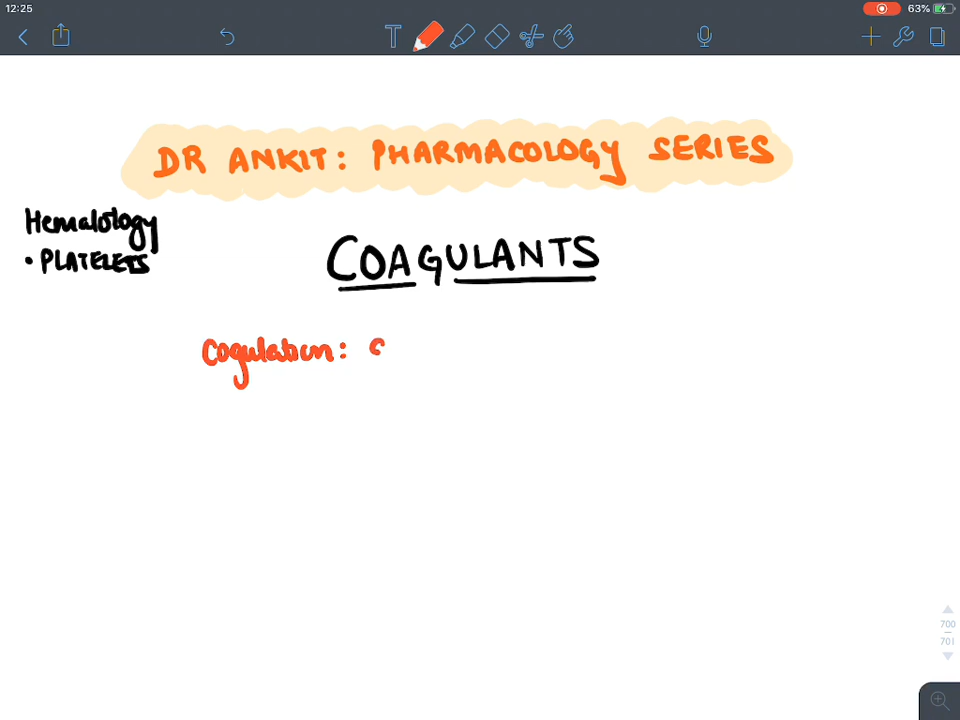 12:25
63%
T
DR ANKIT: PHARMACOLOGY SERIES
Hematology
• PLATELETS
COAGULANTS
Coagulation:
700
701